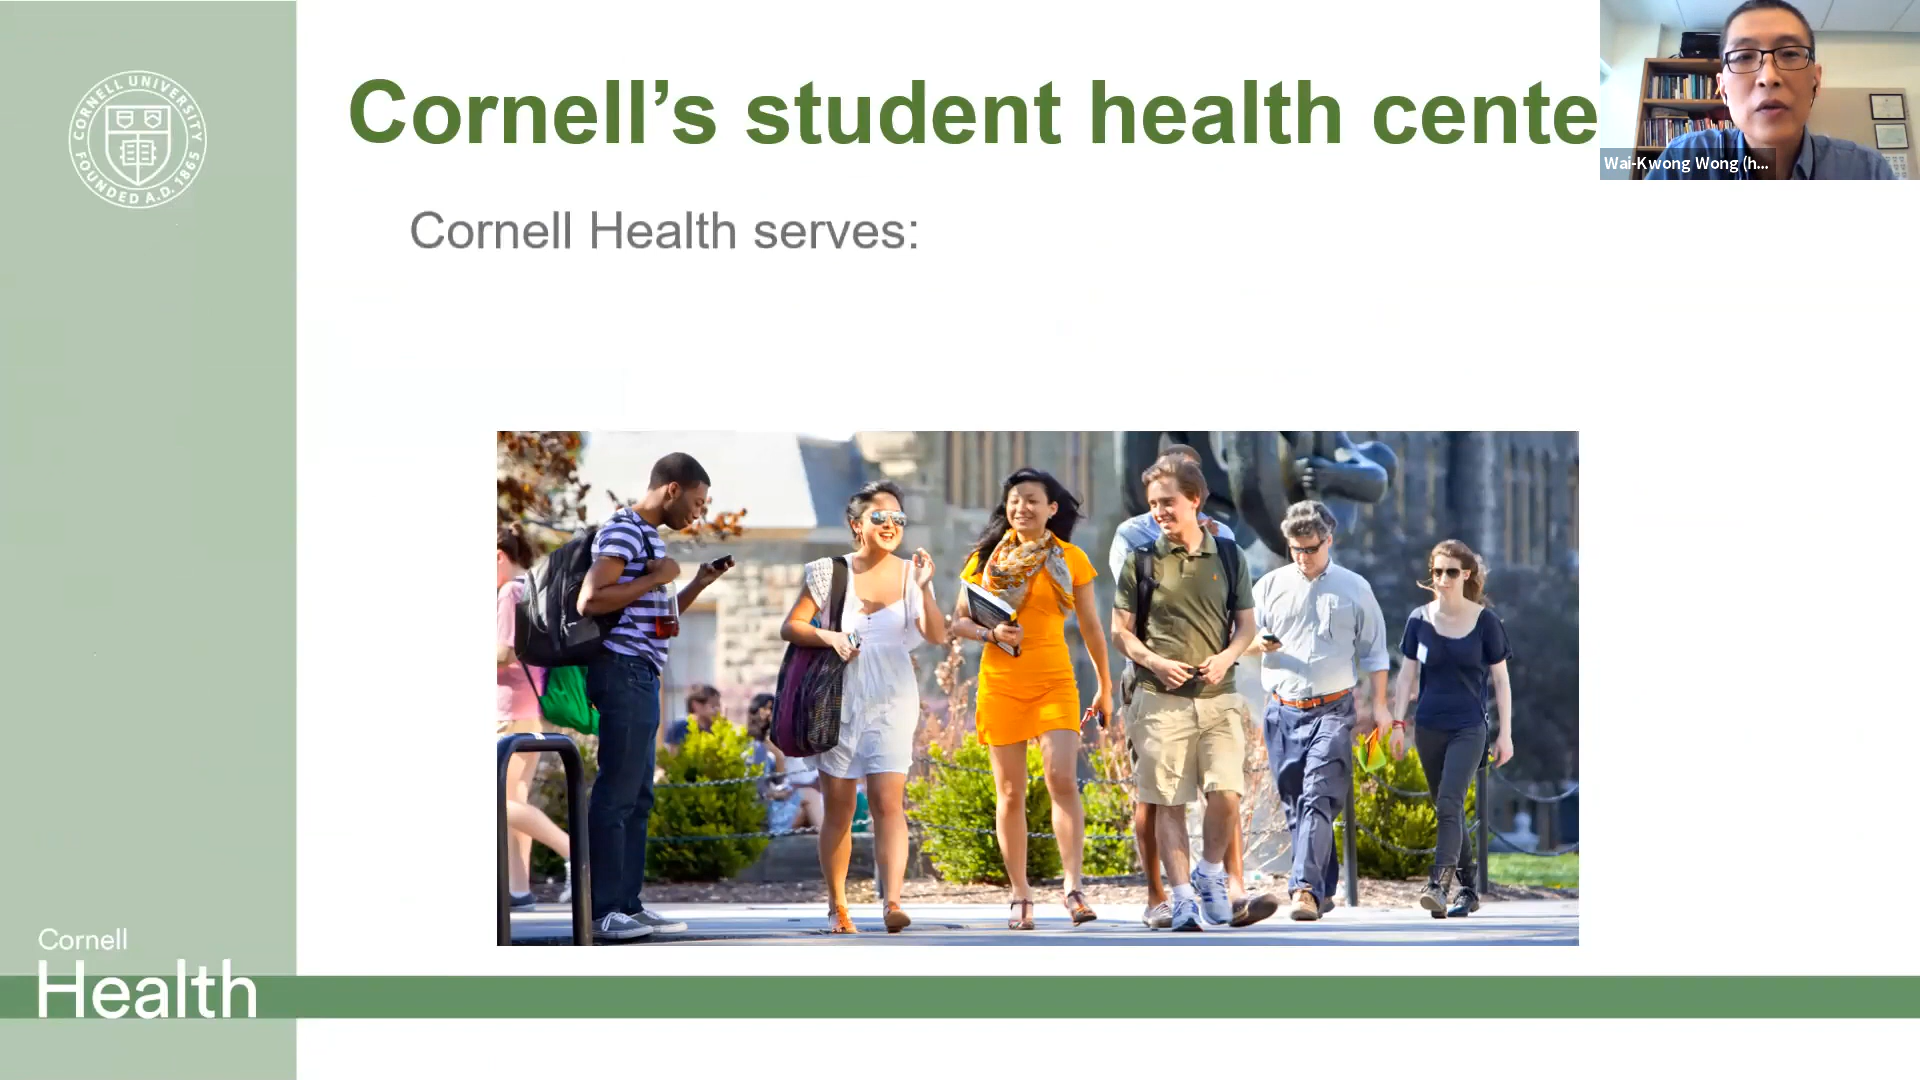 CORNELL UNIVERSITY
FOUNDED A.D. 1865
Cornell’s student health cente
Wai-Kwong Wong (h...
Cornell Health serves:
Cornell
Health